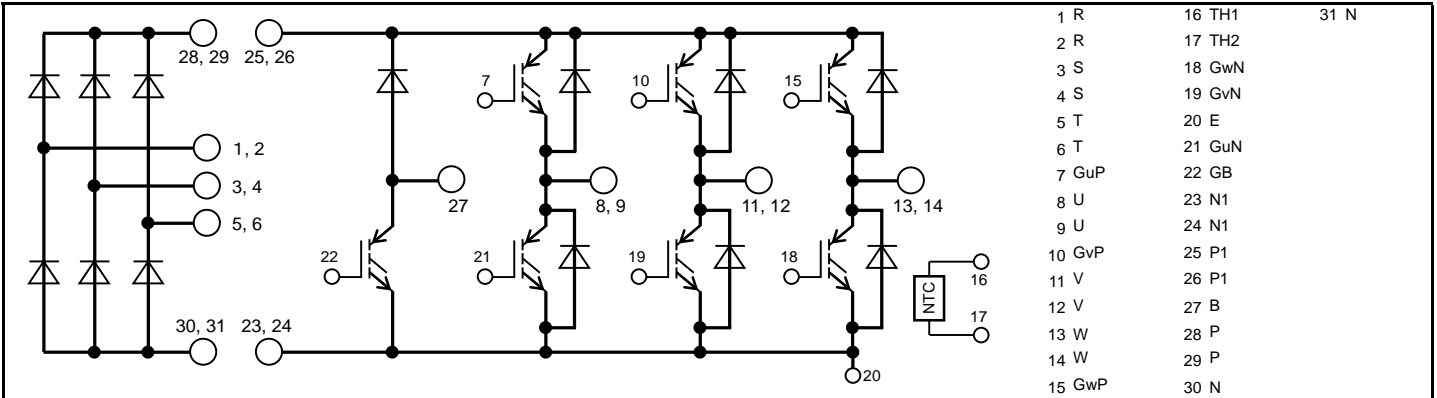 28, 29
25, 26
1, 2
3, 4
5, 6
30, 31
23, 24
27
22
7
8, 9
21
10
11, 12
19
15
13, 14
18
20
NTC
16
17
1 R
2 R
3 S
4 S
5 T
6 T
7 GuP
8 U
9 U
10 GvP
11 V
12 V
13 W
14 W
15 GwP
16 TH1
17 TH2
18 GwN
19 GvN
20 E
21 GuN
22 GB
23 N1
24 N1
25 P1
26 P1
27 B
28 P
29 P
30 N
31 N